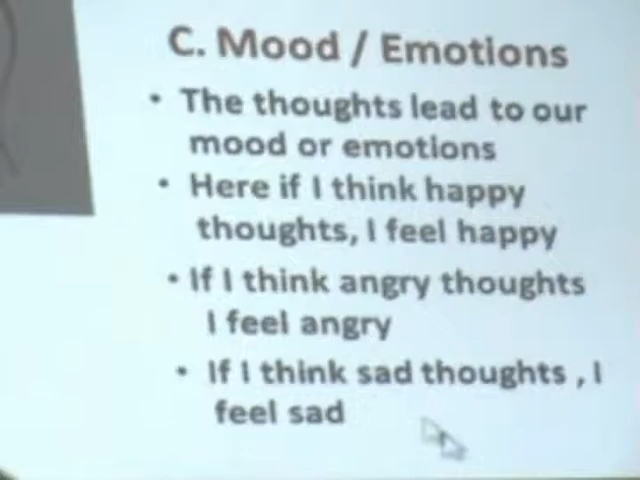 C. Mood / Emotions
• The thoughts lead to our
mood or emotions
• Here if I think happy
thoughts, I feel happy
• If I think angry thoughts
I feel angry
• If I think sad thoughts , I
feel sad